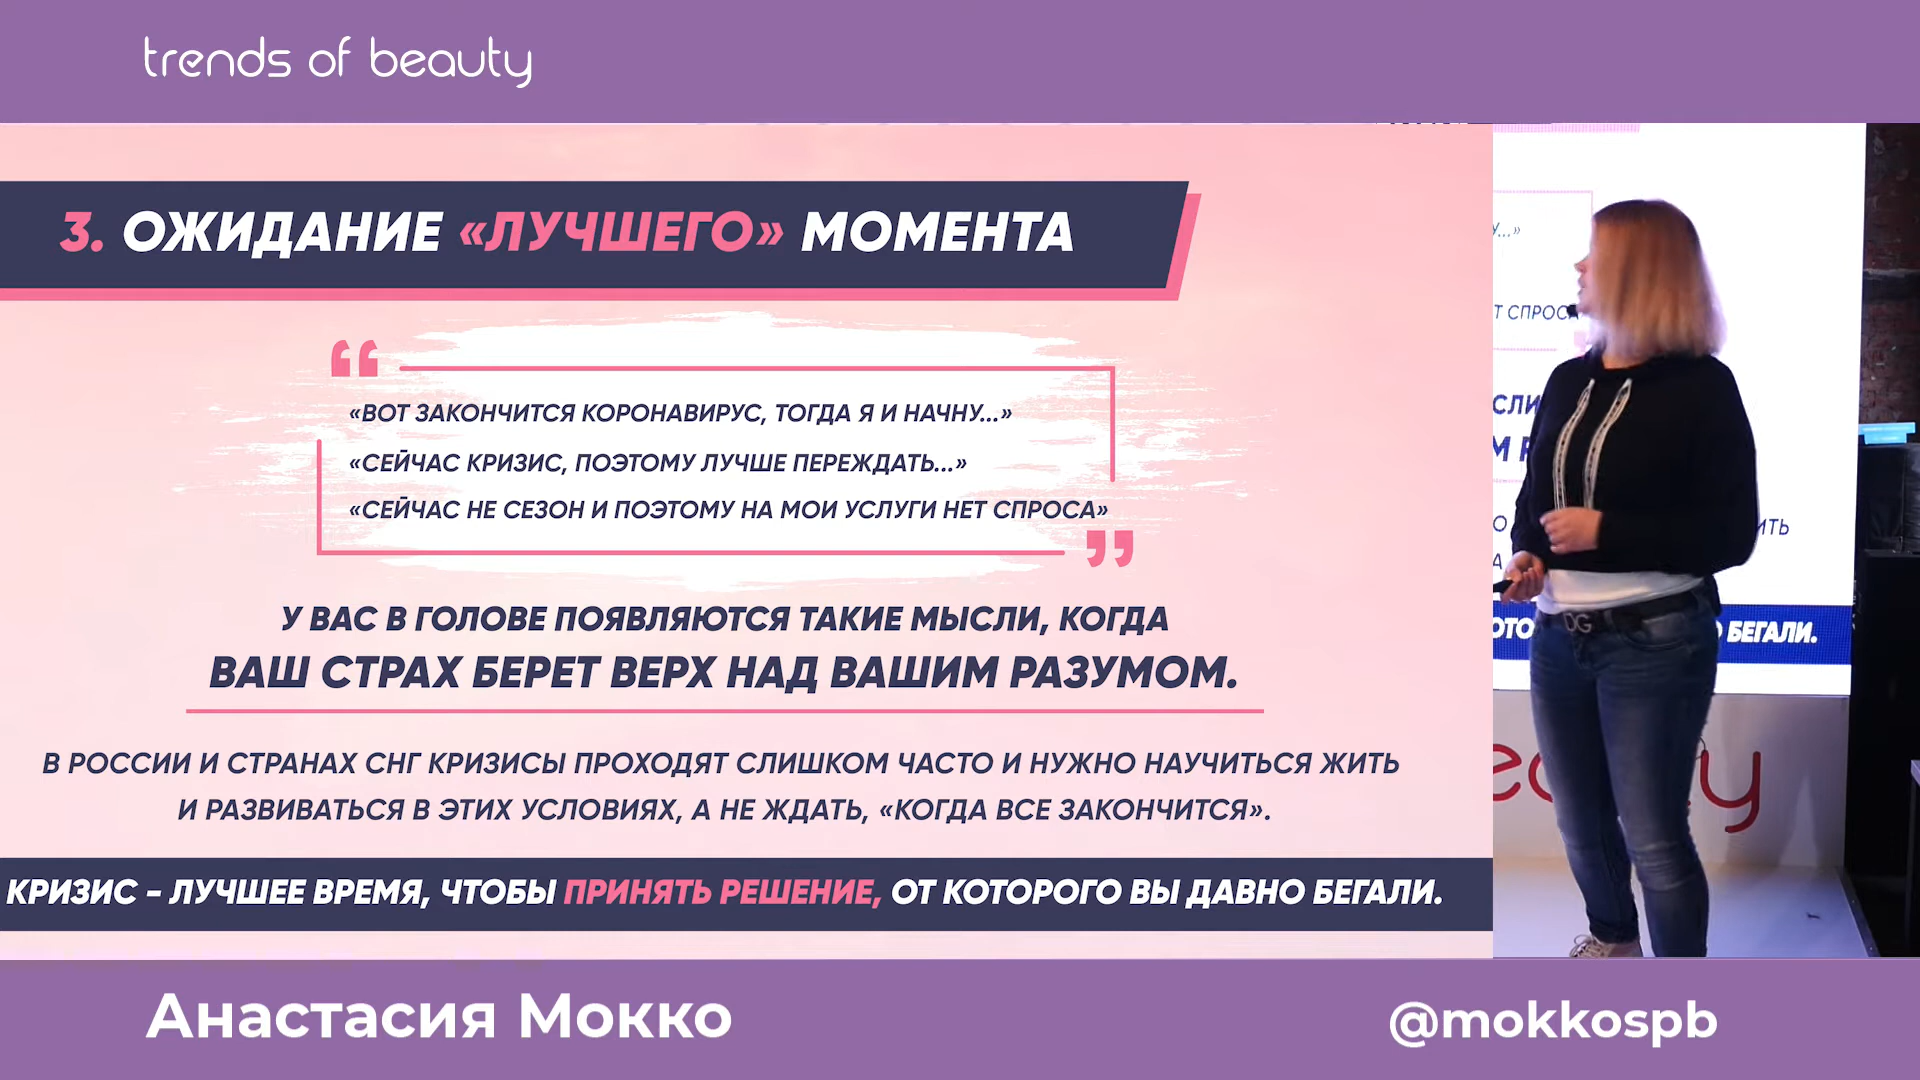 trends of beauty
3. ОЖИДАНИЕ «ЛУЧШЕГО» МОМЕНТА
«ВОТ ЗАКОНЧИТСЯ КОРОНАВИРУС, ТОГДА Я И НАЧНУ...»
«СЕЙЧАС КРИЗИС, ПОЭТОМУ ЛУЧШЕ ПЕРЕЖДАТЬ...»
«СЕЙЧАС НЕ СЕЗОН И ПОЭТОМУ НА МОИ УСЛУГИ НЕТ СПРОСА»
У ВАС В ГОЛОВЕ ПОЯВЛЯЮТСЯ ТАКИЕ МЫСЛИ, КОГДА
ВАШ СТРАХ БЕРЕТ ВЕРХ НАД ВАШИМ РАЗУМОМ.
В РОССИИ И СТРАНАХ СНГ КРИЗИСЫ ПРОХОДЯТ СЛИШКОМ ЧАСТО И НУЖНО НАУЧИТЬСЯ ЖИТЬ
И РАЗВИВАТЬСЯ В ЭТИХ УСЛОВИЯХ, А НЕ ЖДАТЬ, «КОГДА ВСЕ ЗАКОНЧИТСЯ».
КРИЗИС - ЛУЧШЕЕ ВРЕМЯ, ЧТОБЫ ПРИНЯТЬ РЕШЕНИЕ, ОТ КОТОРОГО ВЫ ДАВНО БЕГАЛИ.
СПРОСА
БЕГАЛИ.
DG
Анастасия Мокко
@mokkospb